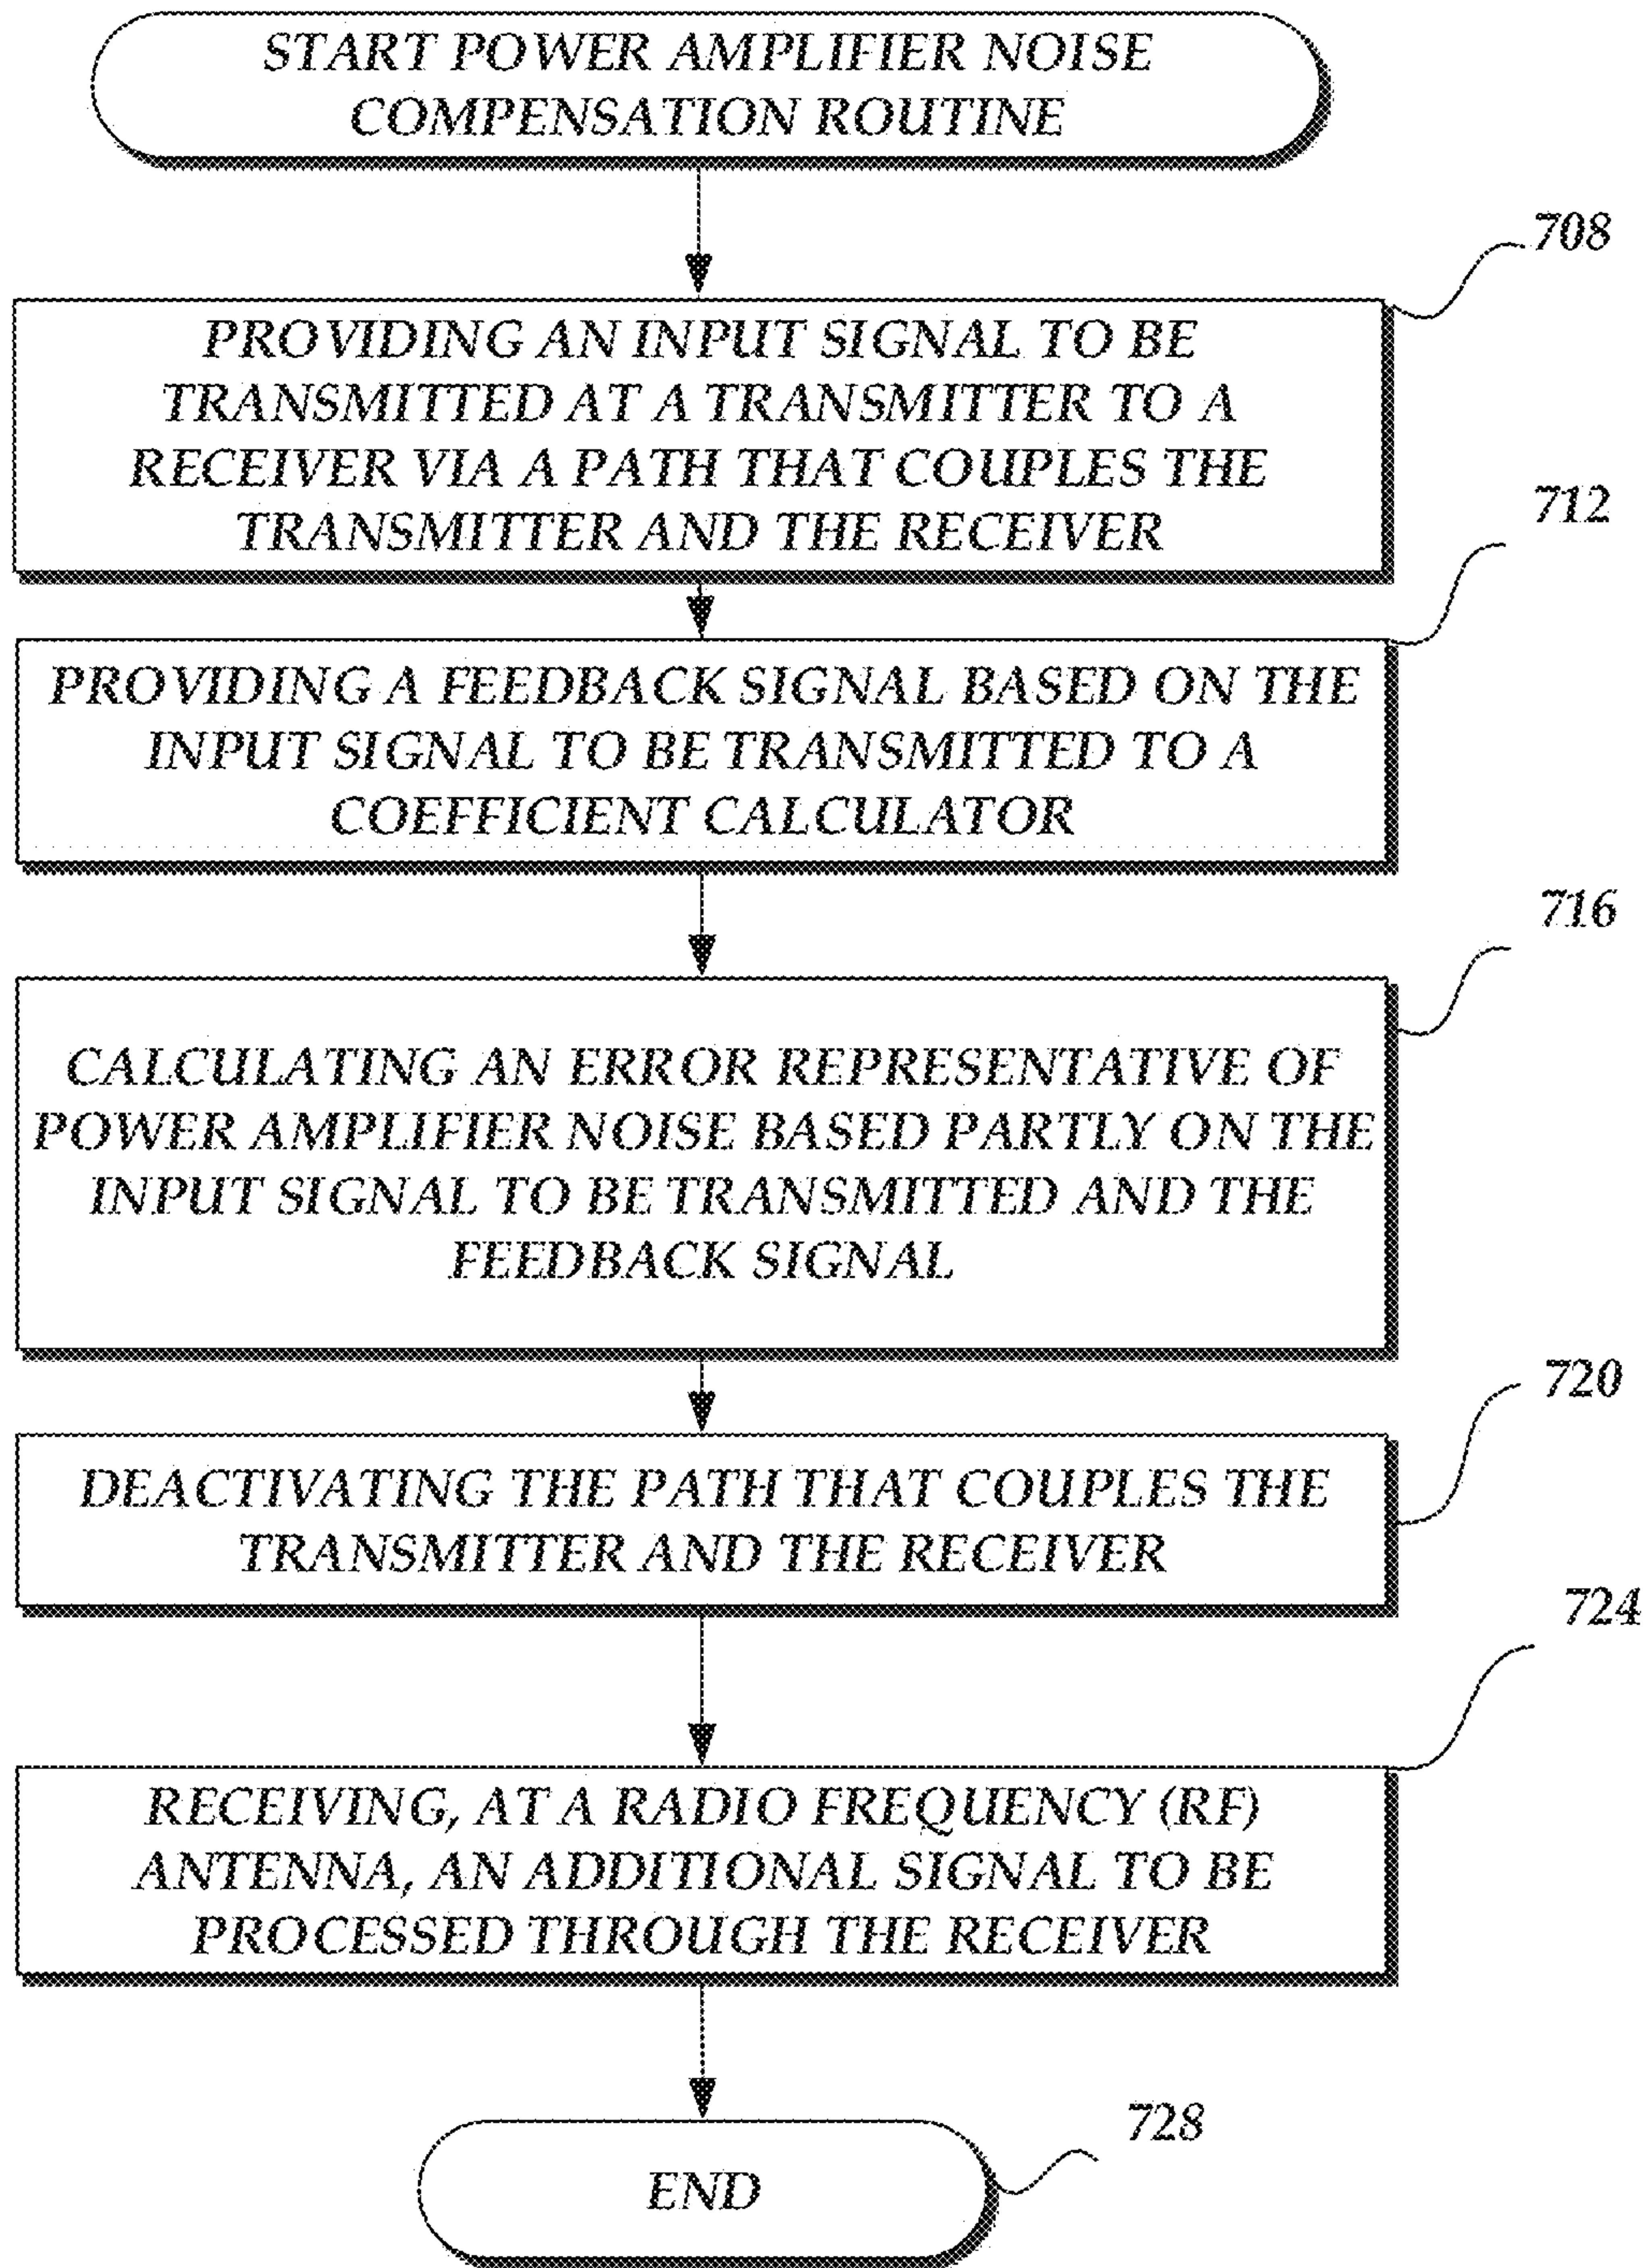 START POWER AMPLIFIER NOISE
COMPENSATION ROUTINE
708
PROVIDING AN INPUT SIGNAL TO BE
TRANSMITTED AT A TRANSMITTER TO A
RECEIVER VIA A PATH THAT COUPLES THE
TRANSMITTER AND THE RECEIVER
712
PROVIDING A FEEDBACK SIGNAL BASED ON THE
INPUT SIGNAL TO BE TRANSMITTED TO A
COEFFICIENT CALCULATOR
716
CALCULATING AN ERROR REPRESENTATIVE OF
POWER AMPLIFIER NOISE BASED PARTLY ON THE
INPUT SIGNAL TO BE TRANSMITTED AND THE
FEEDBACK SIGNAL
720
DEACTIVATING THE PATH THAT COUPLES THE
TRANSMITTER AND THE RECEIVER
724
RECEIVING, AT A RADIO FREQUENCY (RF)
ANTENNA, AN ADDITIONAL SIGNAL TO BE
PROCESSED THROUGH THE RECEIVER
728
END